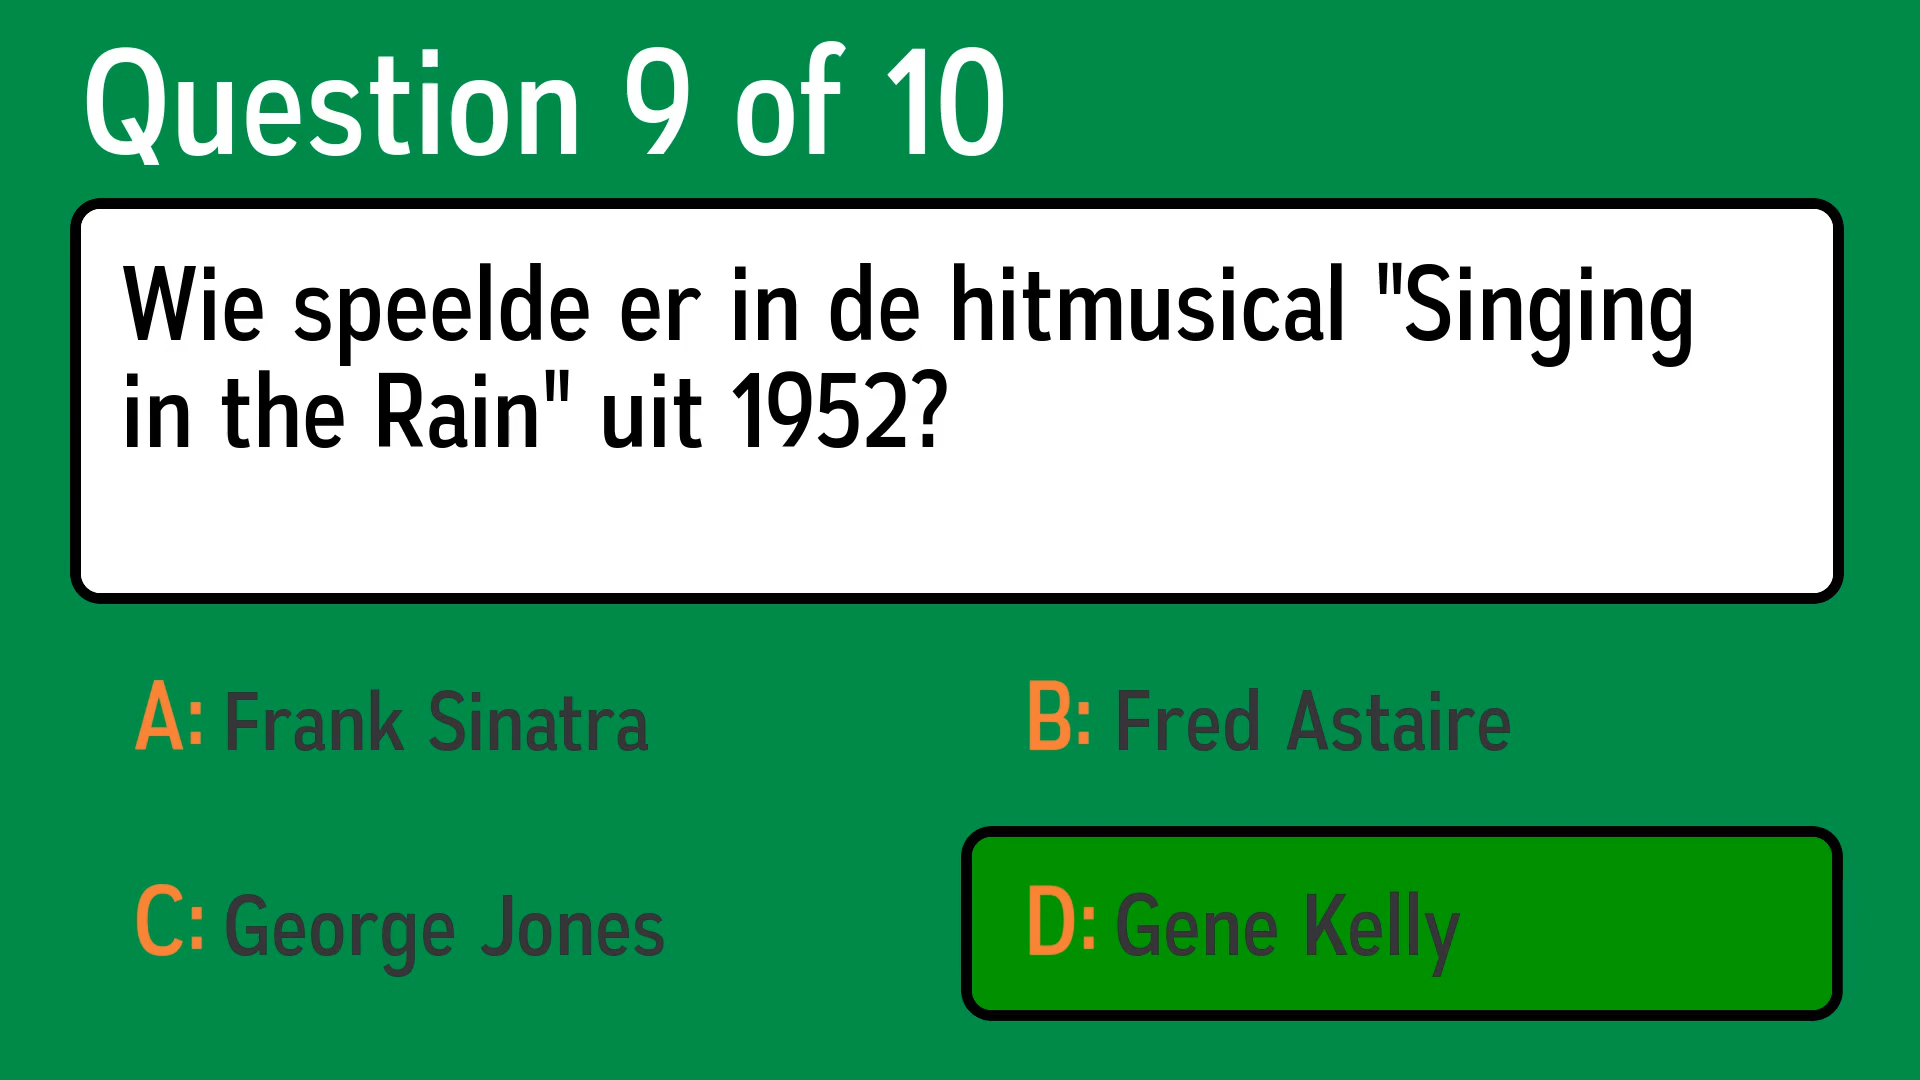 Question 9 of 10
Wie speelde er in de hitmusical "Singing
in the Rain" uit 1952?
A: Frank Sinatra
B: Fred Astaire
C: George Jones
D: Gene Kelly